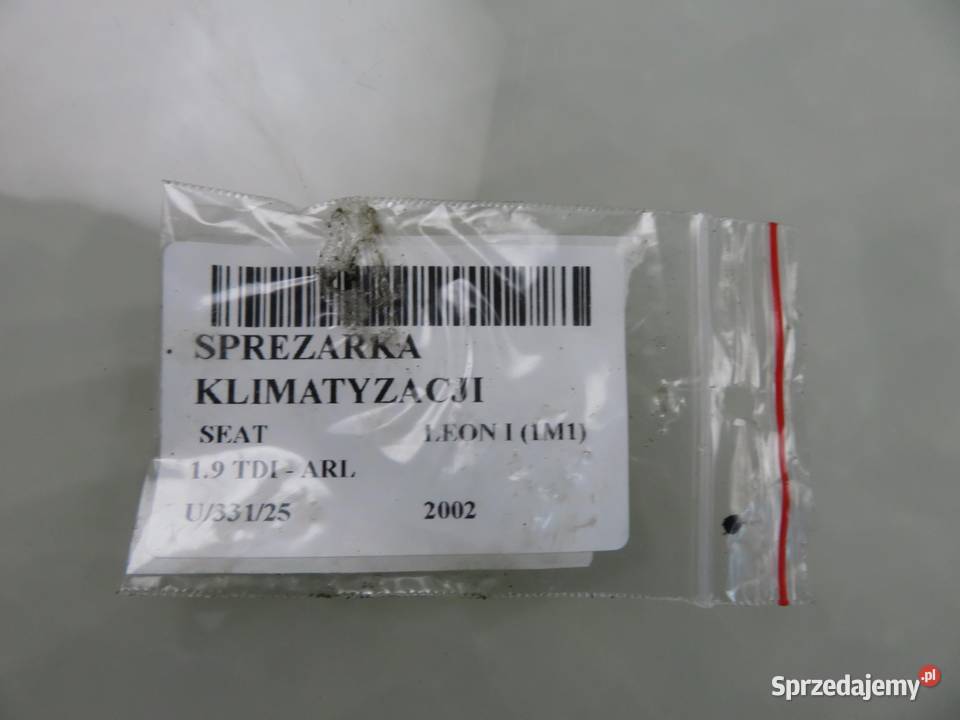 SPREZARKA
KLIMATYZACJI
SEAT LEON I (1M1)
1.9 TDI - ARL
U/331/25 2002
Sprzedajemy.pl